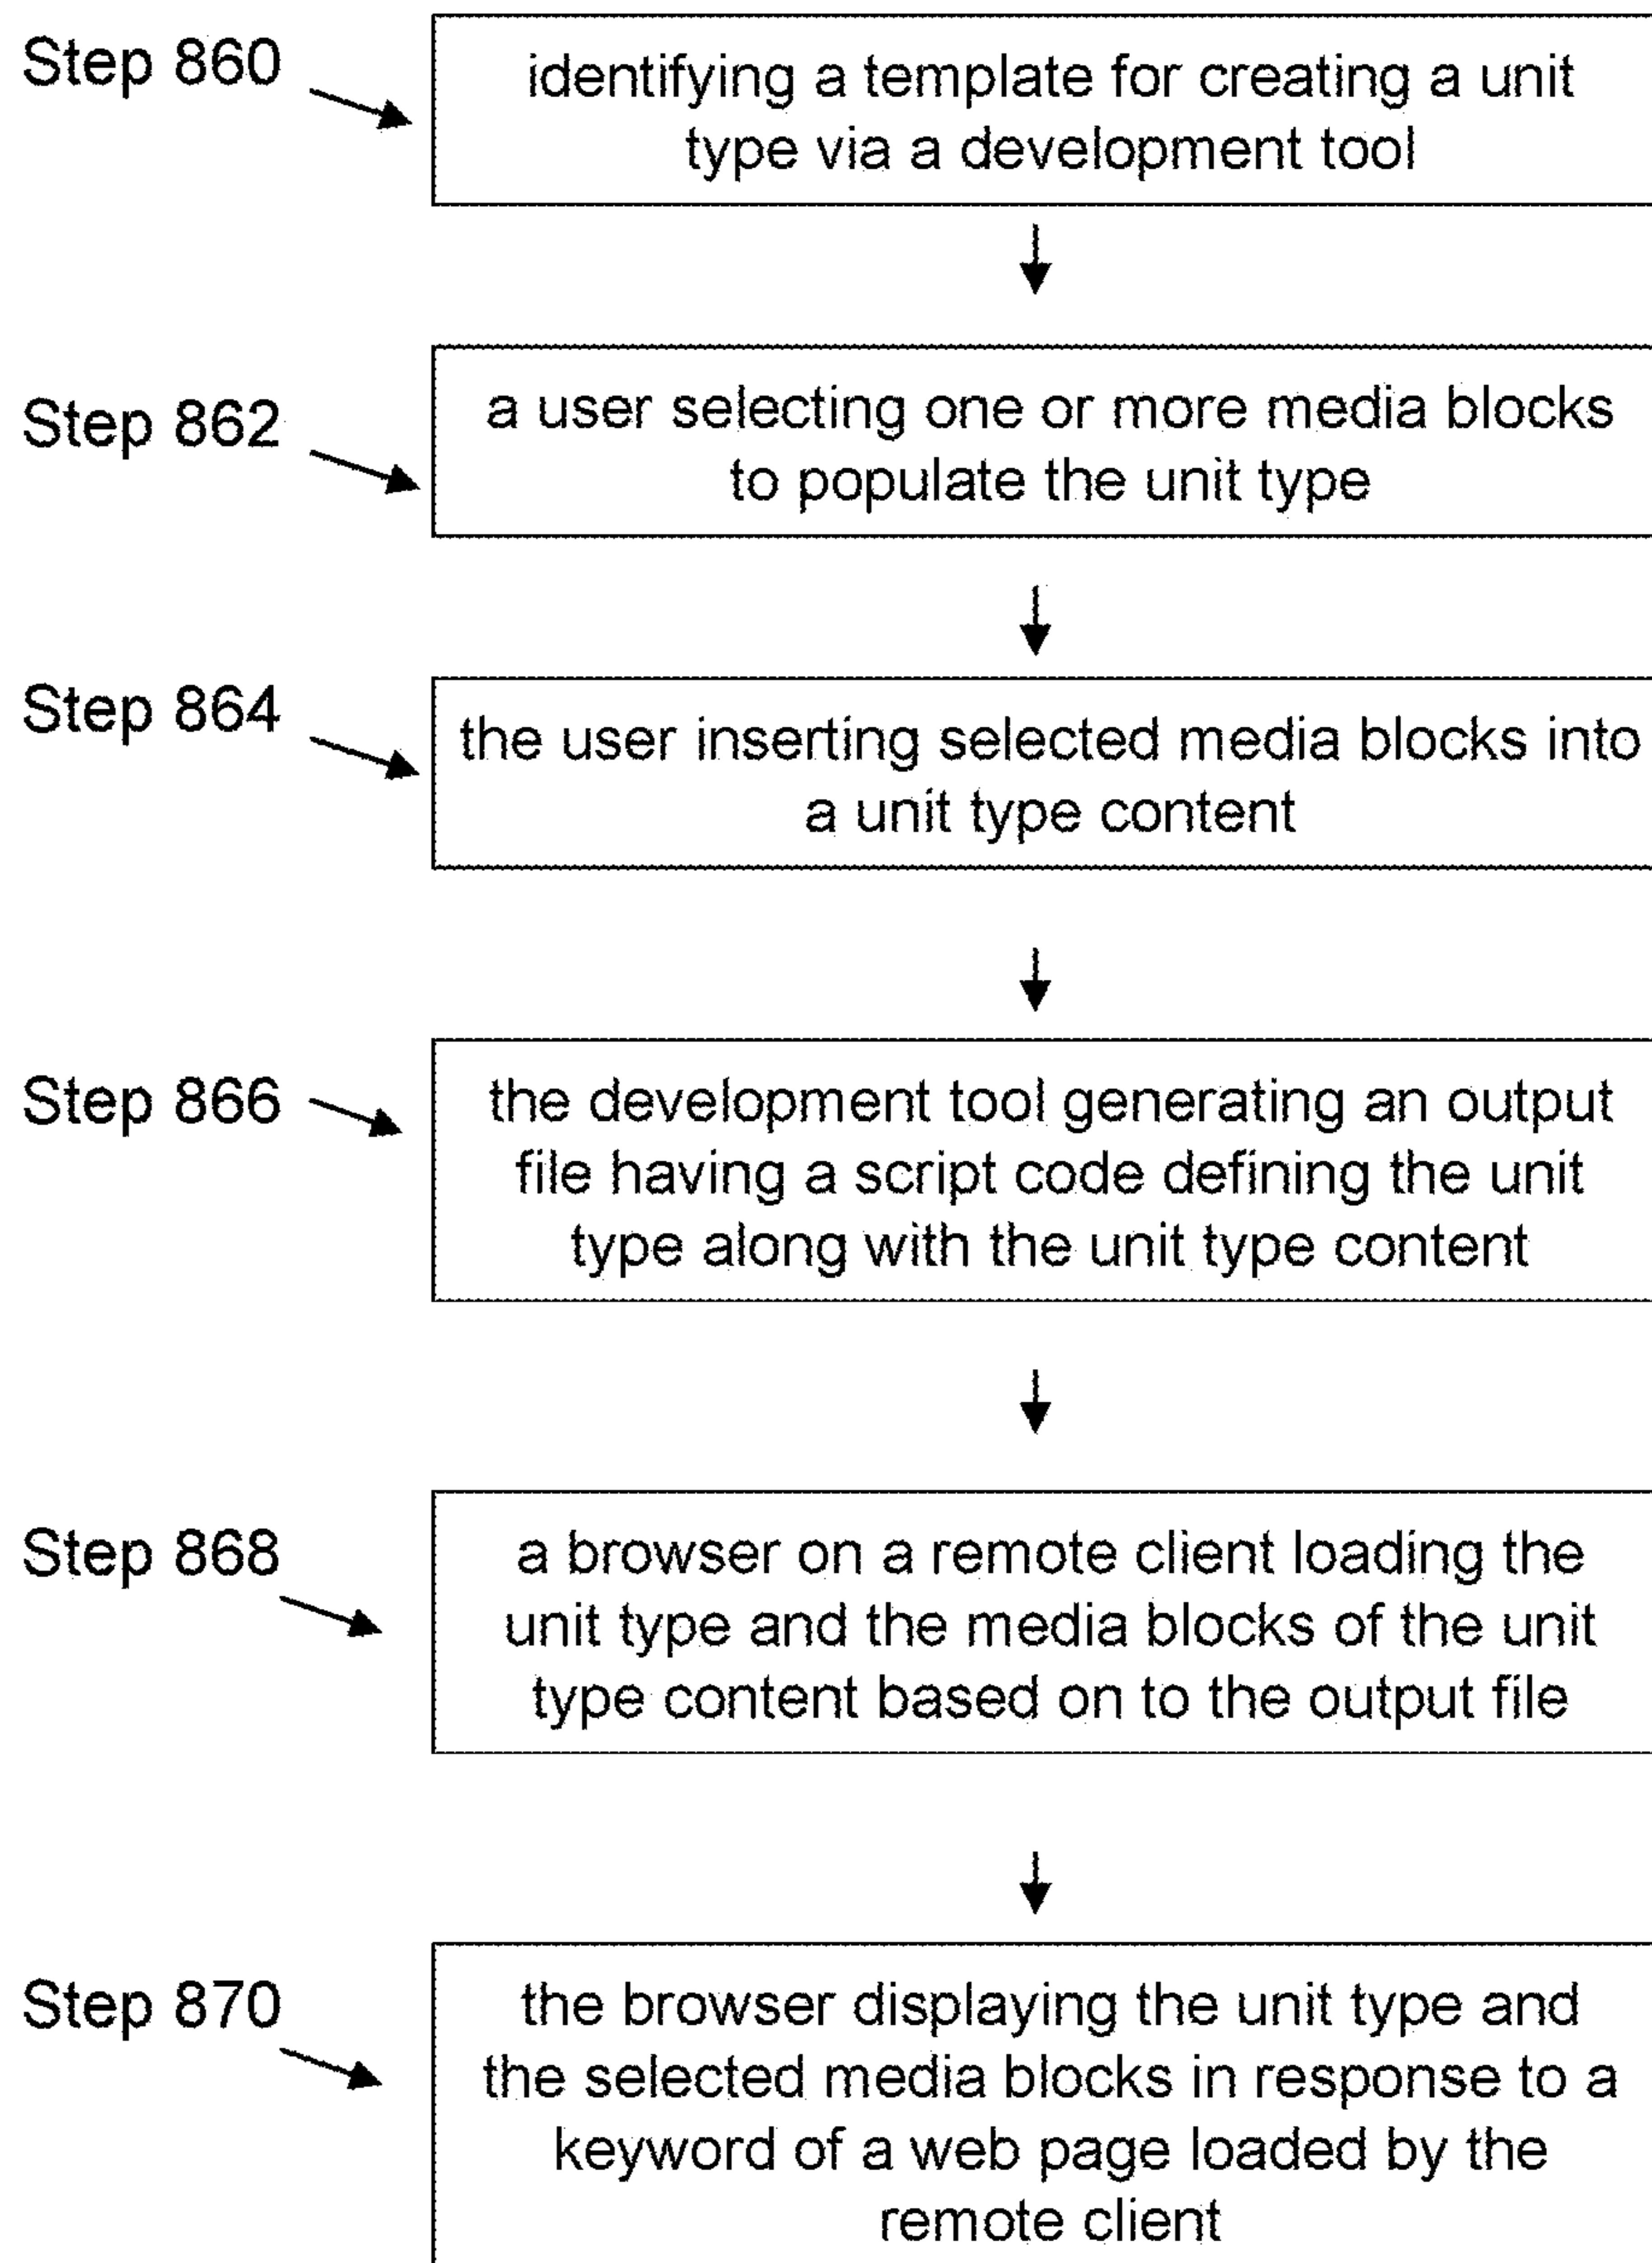 Step 860
identifying a template for creating a unit
type via a development tool
Step 862
a user selecting one or more media blocks
to populate the unit type
Step 864
the user inserting selected media blocks into
a unit type content
Step 866
the development tool generating an output
file having a script code defining the unit
type along with the unit type content
Step 868
a browser on a remote client loading the
unit type and the media blocks of the unit
type content based on to the output file
Step 870
the browser displaying the unit type and
the selected media blocks in response to a
keyword of a web page loaded by the
remote client